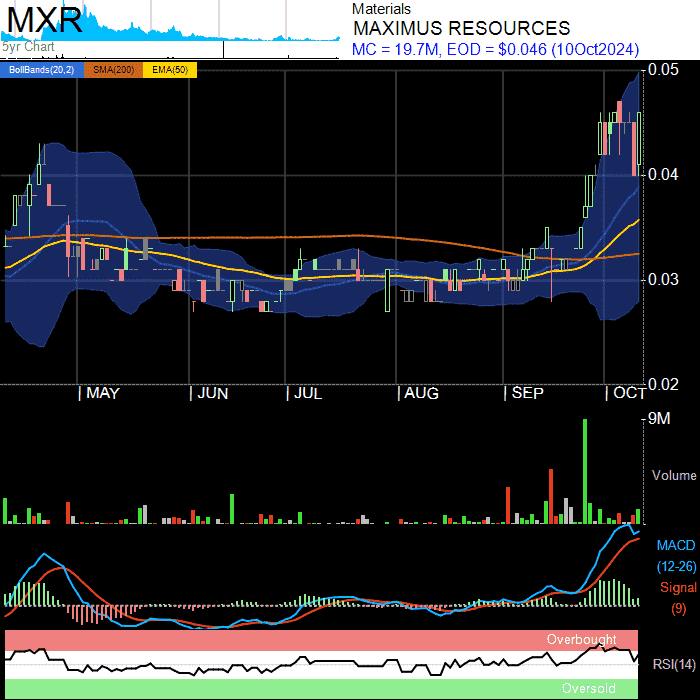 MXR
5yr Chart
Materials
MAXIMUS RESOURCES
MC = 19.7M, EOD = $0.046 (10Oct2024)
BollBands(20,2) SMA(200) EMA(50)
0.05
0.04
0.03
0.02
MAY JUN JUL AUG SEP OCT
9M
Volume
MACD
(12-26)
Signal
(9)
Overbought
RSI(14)
Oversold